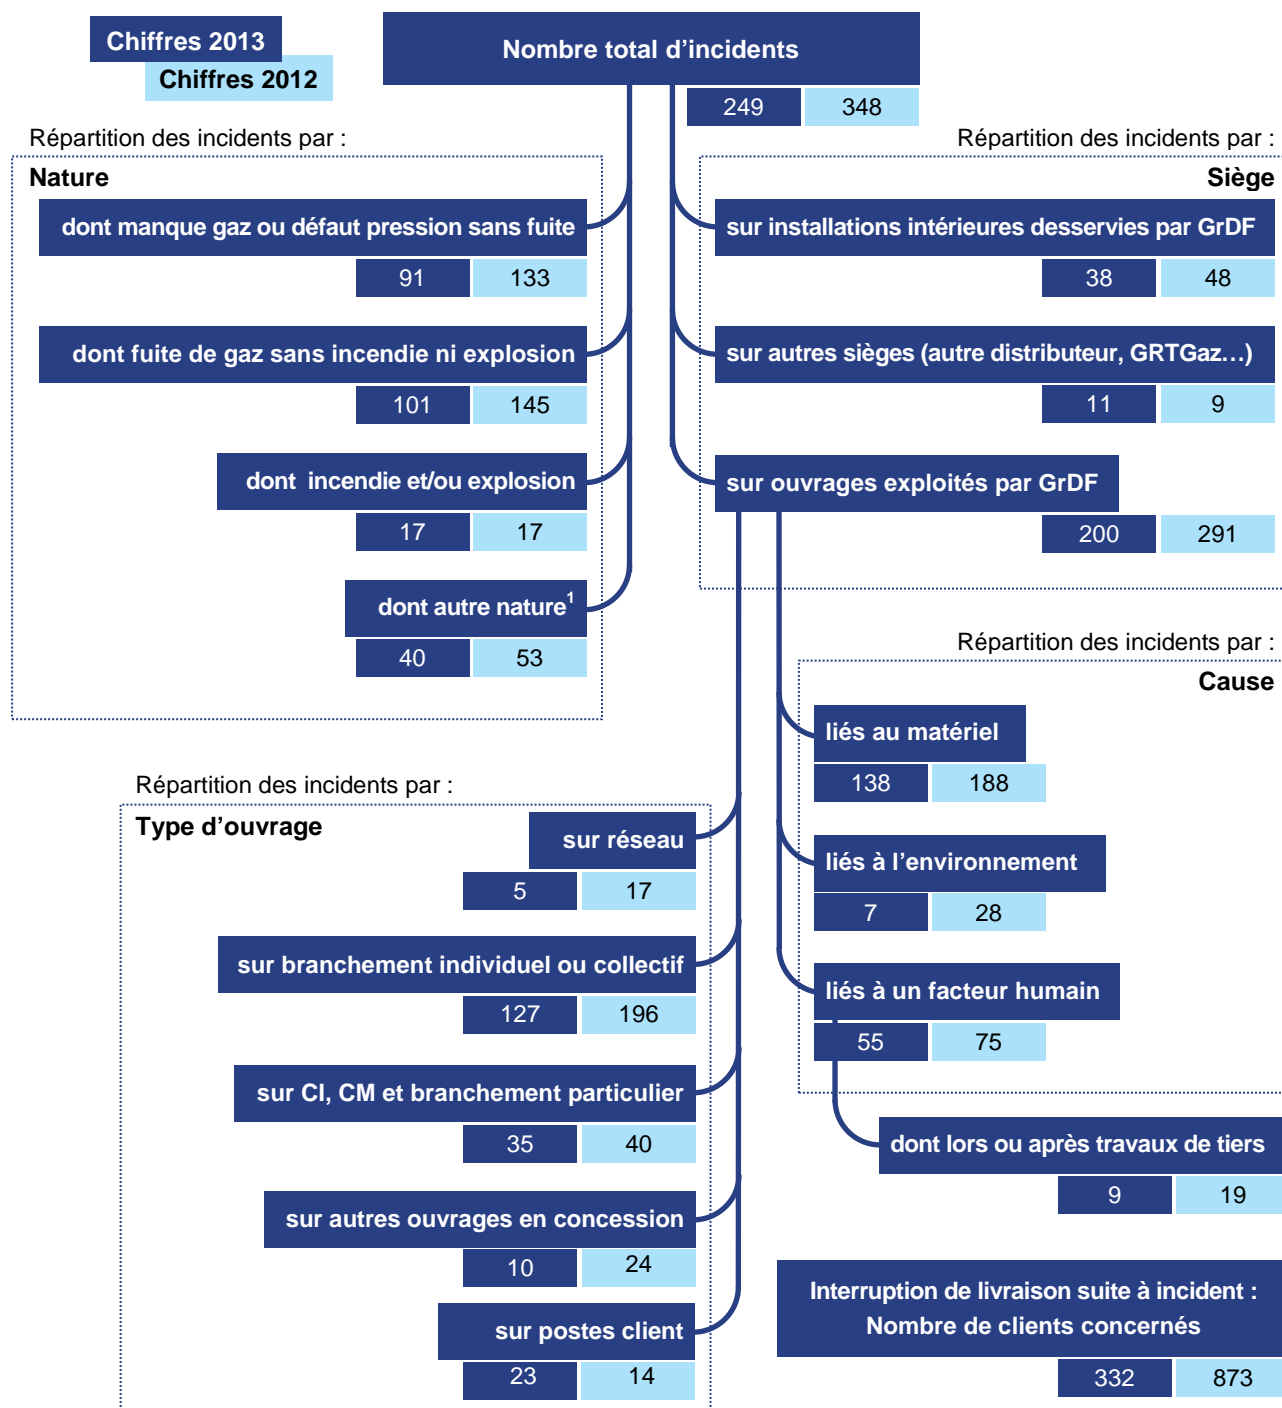 Chiffres 2013
Chiffres 2012
Nombre total d’incidents
249 348
Répartition des incidents par :
Nature
dont manque gaz ou défaut pression sans fuite
91 133
dont fuite de gaz sans incendie ni explosion
101 145
dont incendie et/ou explosion
17 17
dont autre nature1
40 53
Répartition des incidents par :
Siège
sur installations intérieures desservies par GrDF
38 48
sur autres sièges (autre distributeur, GRTGaz…)
11 9
sur ouvrages exploités par GrDF
200 291
Répartition des incidents par :
Cause
liés au matériel
138 188
liés à l’environnement
7 28
liés à un facteur humain
55 75
dont lors ou après travaux de tiers
9 19
Répartition des incidents par :
Type d’ouvrage
sur réseau
5 17
sur branchement individuel ou collectif
127 196
sur CI, CM et branchement particulier
35 40
sur autres ouvrages en concession
10 24
sur postes client
23 14
Interruption de livraison suite à incident :
Nombre de clients concernés
332 873